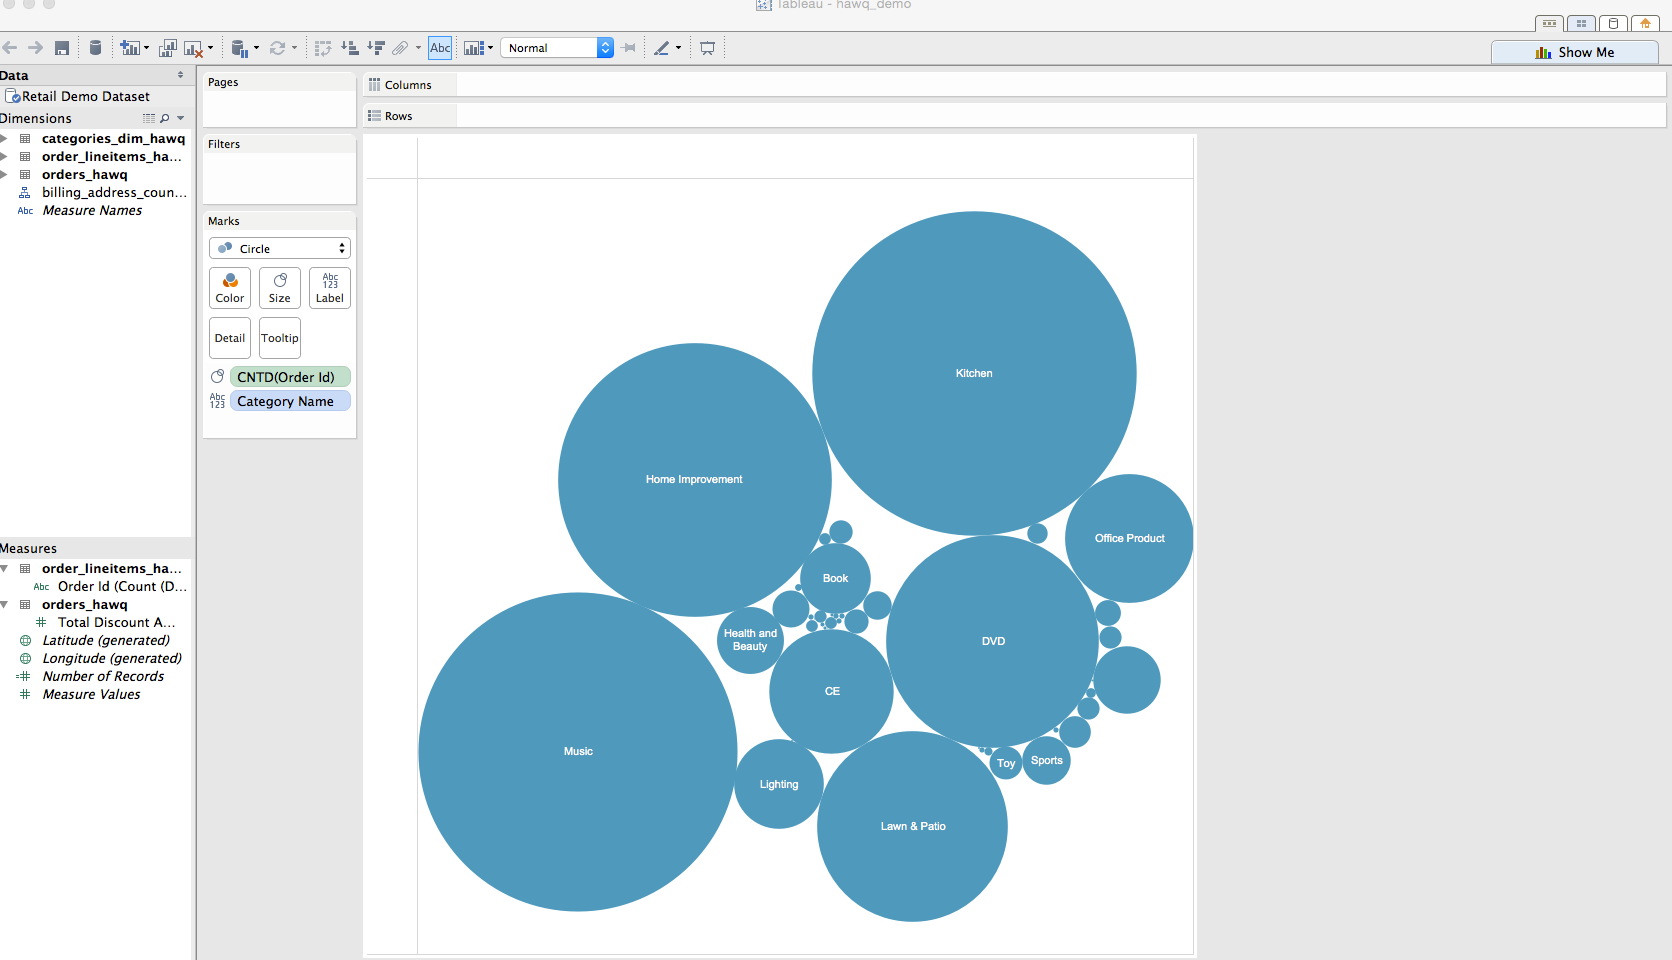 Tableau - hawq_demo
Abc
Normal
Show Me
Data
Retail Demo Dataset
Dimensions
categories_dim_hawq
order_lineitems_ha...
orders_hawq
billing_address_coun...
Abc Measure Names
Measures
order_lineitems_ha...
Abc Order Id (Count (D...
orders_hawq
Total Discount A...
Latitude (generated)
Longitude (generated)
Number of Records
Measure Values
Pages
Filters
Marks
Circle
Color
Size
Abc
123
Label
Detail
Tooltip
CNTD(Order Id)
Abc
123
Category Name
Columns
Rows
Kitchen
Home Improvement
Office Product
Book
Health and
Beauty
DVD
CE
Music
Lighting
Toy
Sports
Lawn & Patio